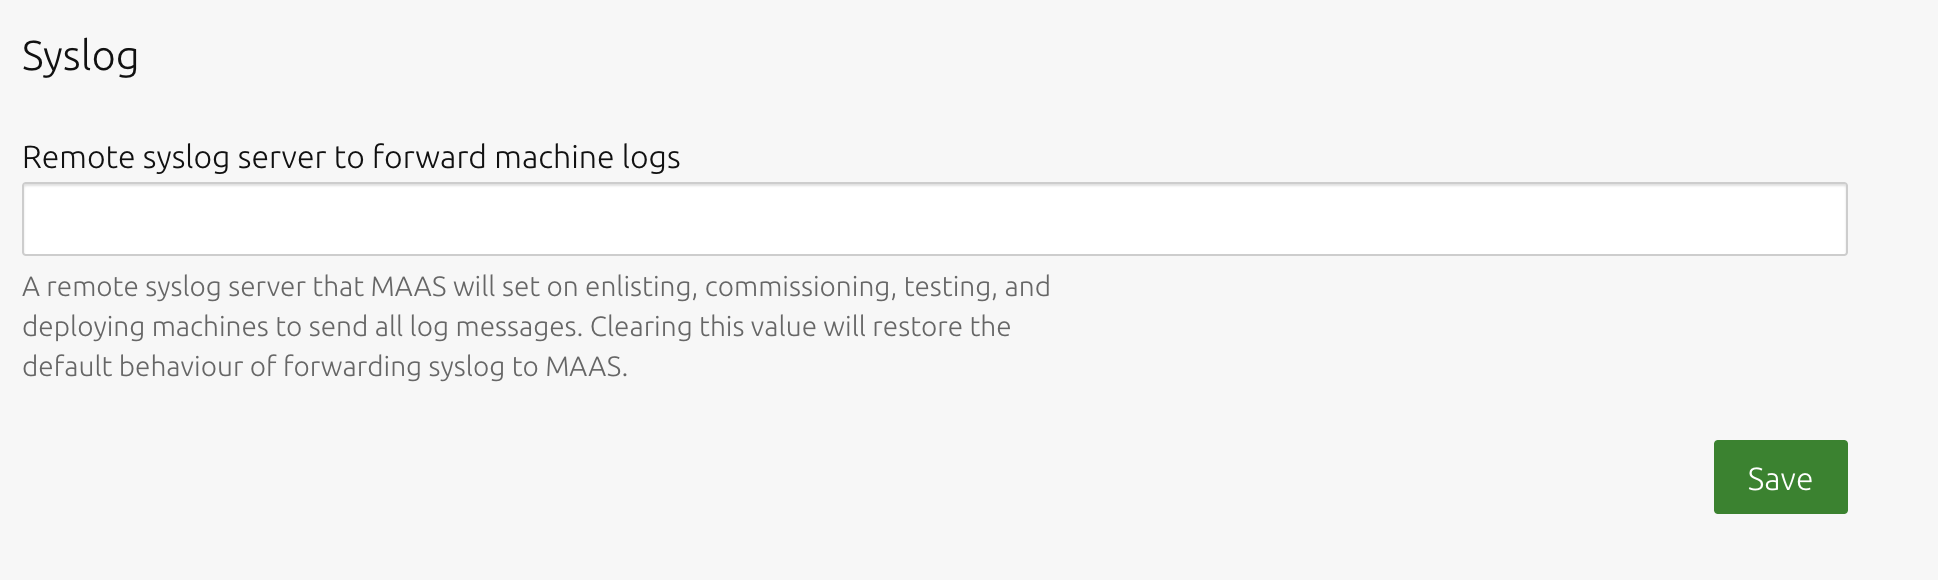 Syslog
Remote syslog server to forward machine logs
A remote syslog server that MAAS will set on enlisting, commissioning, testing, and
deploying machines to send all log messages. Clearing this value will restore the
default behaviour of forwarding syslog to MAAS.
Save